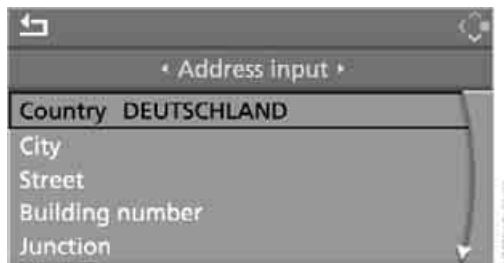 Address input
Country DEUTSCHLAND
City
Street
Building number
Junction